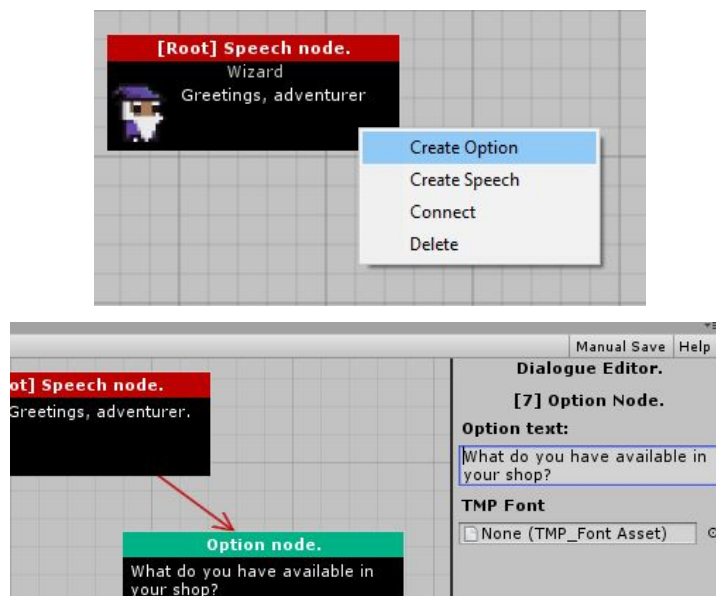 [Root] Speech node.
Wizard
Greetings, adventurer
Create Option
Create Speech
Connect
Delete
Manual Save
Help
ot] Speech node.
Greetings, adventurer.
Option node.
What do you have available in
your shop?
Dialogue Editor.
[7] Option Node.
Option text:
What do you have available in
your shop?
TMP Font
None (TMP_Font Asset)